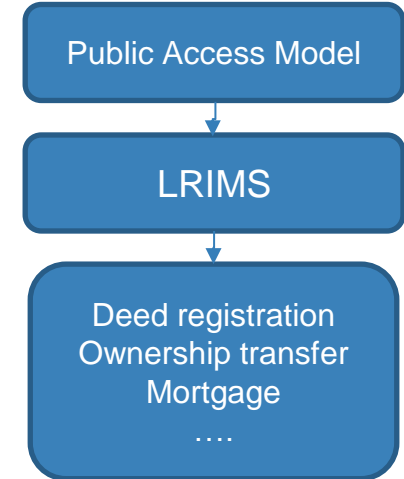 Public Access Model
LRIMS
Deed registration
Ownership transfer
Mortgage
....